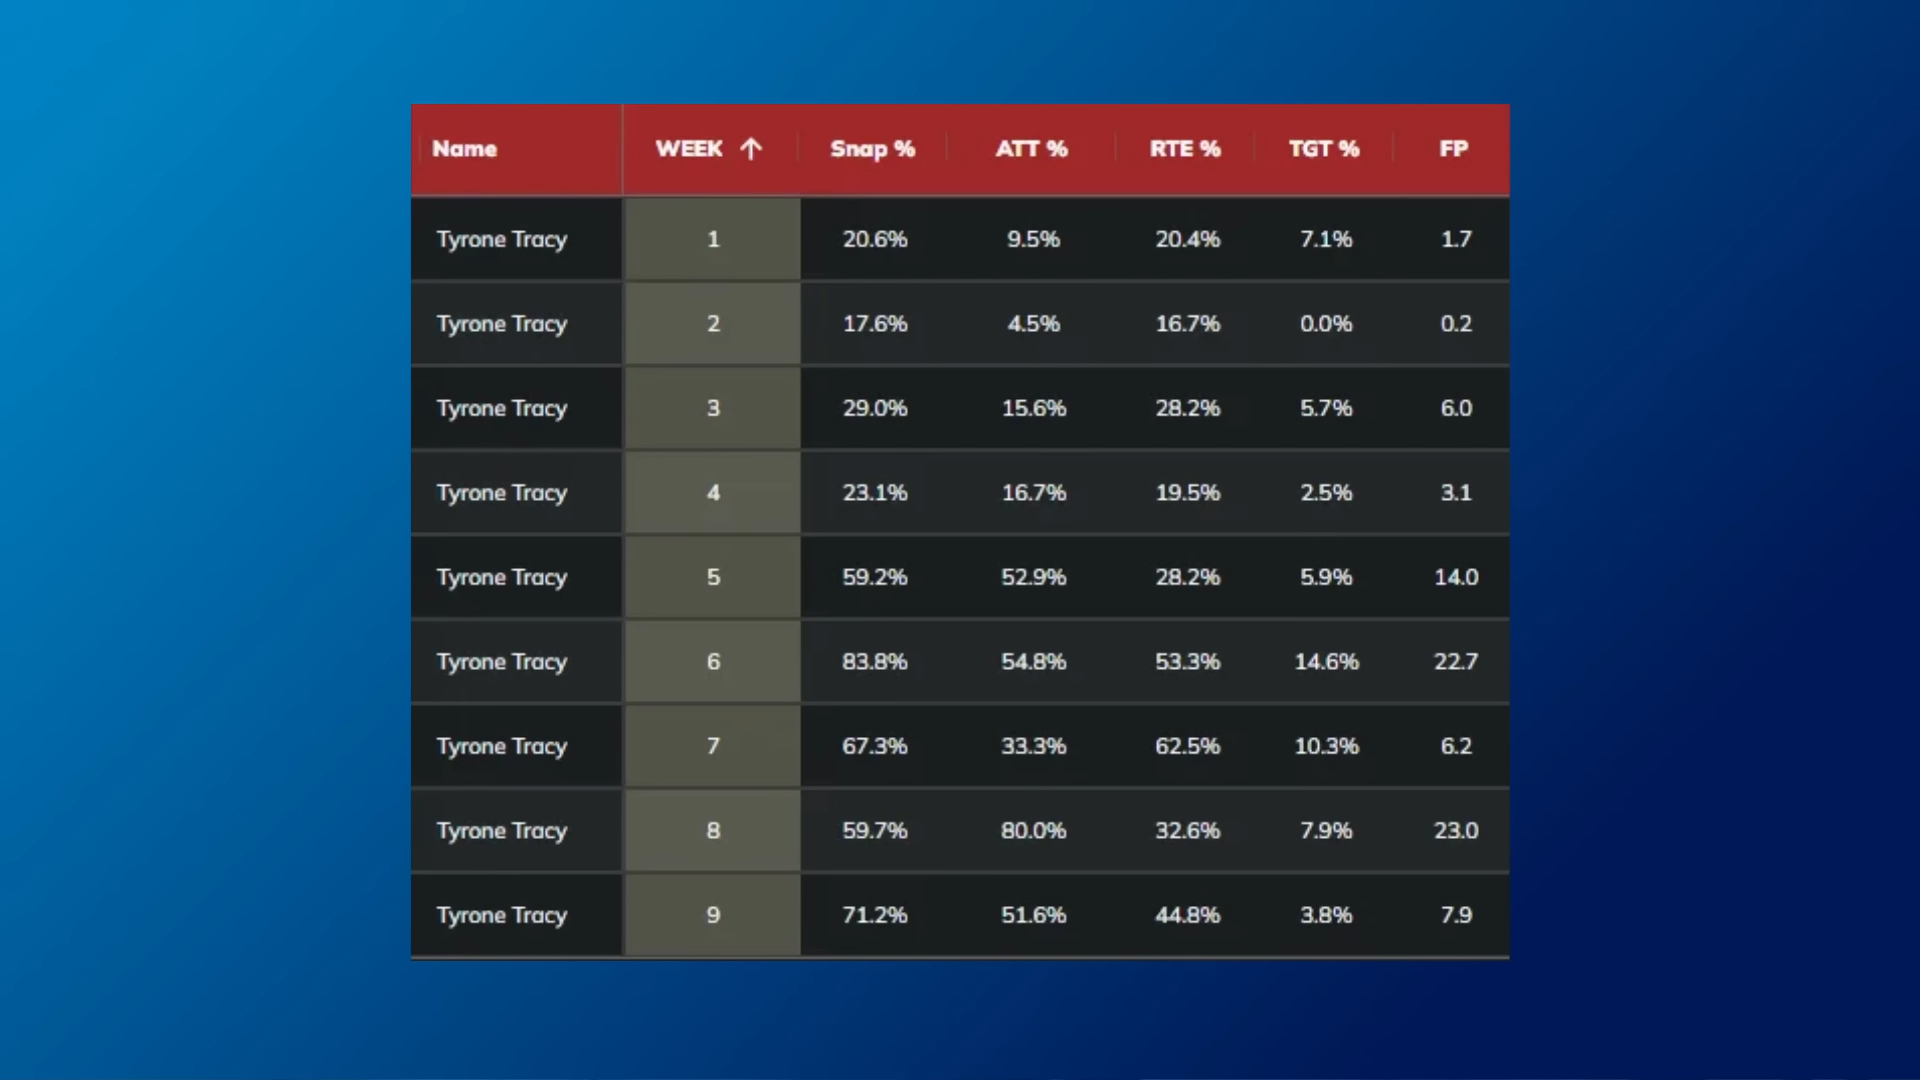 Name WEEK ↑ Snap % ATT % RTE % TGT % FP
Tyrone Tracy 1 20.6% 9.5% 20.4% 7.1% 1.7
Tyrone Tracy 2 17.6% 4.5% 16.7% 0.0% 0.2
Tyrone Tracy 3 29.0% 15.6% 28.2% 5.7% 6.0
Tyrone Tracy 4 23.1% 16.7% 19.5% 2.5% 3.1
Tyrone Tracy 5 59.2% 52.9% 28.2% 5.9% 14.0
Tyrone Tracy 6 83.8% 54.8% 53.3% 14.6% 22.7
Tyrone Tracy 7 67.3% 33.3% 62.5% 10.3% 6.2
Tyrone Tracy 8 59.7% 80.0% 32.6% 7.9% 23.0
Tyrone Tracy 9 71.2% 51.6% 44.8% 3.8% 7.9